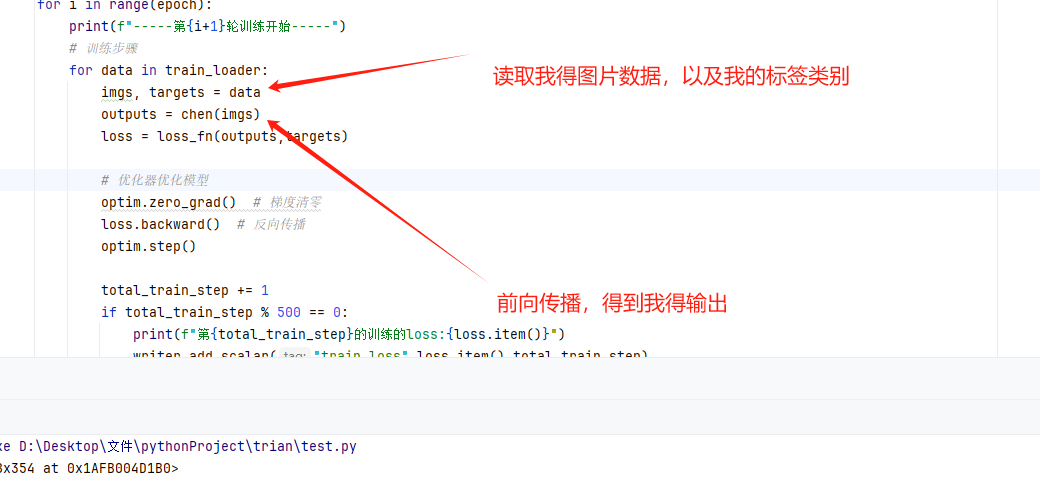 for i in range(epoch):
print(f"-----第{i+1}轮训练开始-----")
# 训练步骤
for data in train_loader:
imgs, targets = data
读取我得图片数据，以及我的标签类别
outputs = chen(imgs)
loss = loss_fn(outputs,targets)
# 优化器优化模型
optim.zero_grad()  # 梯度清零
loss.backward()  # 反向传播
optim.step()
total_train_step += 1
前向传播，得到我得输出
if total_train_step % 500 == 0:
print(f"第{total_train_step}的训练的loss:{loss.item()}")
writer.add_scalar( tag: "train_loss",loss.item(),total_train_step)
xe D:\Desktop\文件\pythonProject\trian\test.py
8x354 at 0x1AFB004D1B0>